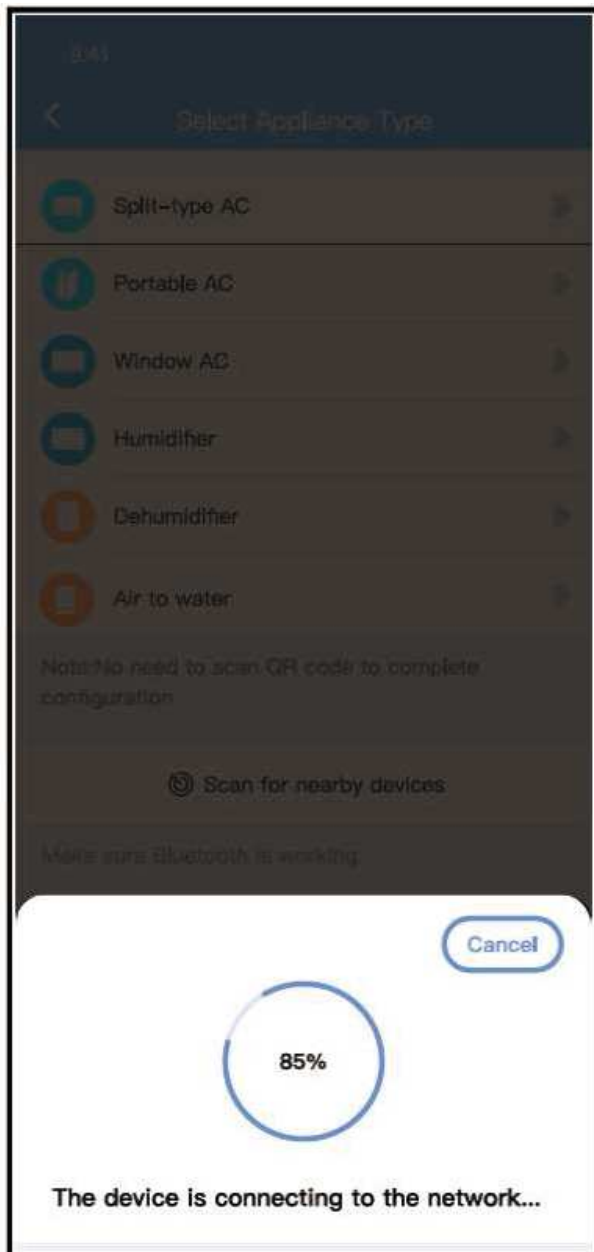 9:41
Select Appliance Type
Split-type AC
Portable AC
Window AC
Humidifier
Dehumidifier
Air to water
Note:No need to scan QR code to complete
configuration
Scan for nearby devices
Make sure Bluetooth is working
Cancel
85%
The device is connecting to the network...